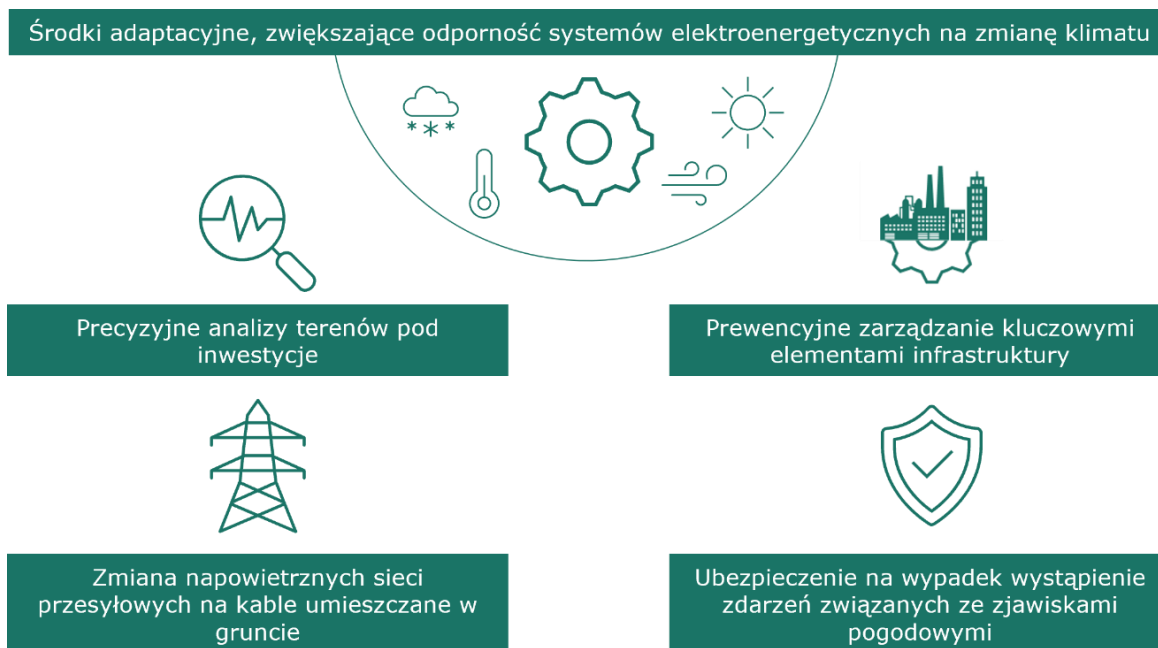 Środki adaptacyjne, zwiększające odporność systemów elektroenergetycznych na zmianę klimatu
Precyzyjne analizy terenów pod
inwestycje
Prewencyjne zarządzanie kluczowymi
elementami infrastruktury
Zmiana napowietrznych sieci
przesyłowych na kable umieszczane w
gruncie
Ubezpieczenie na wypadek wystąpienie
zdarzeń związanych ze zjawiskami
pogodowymi